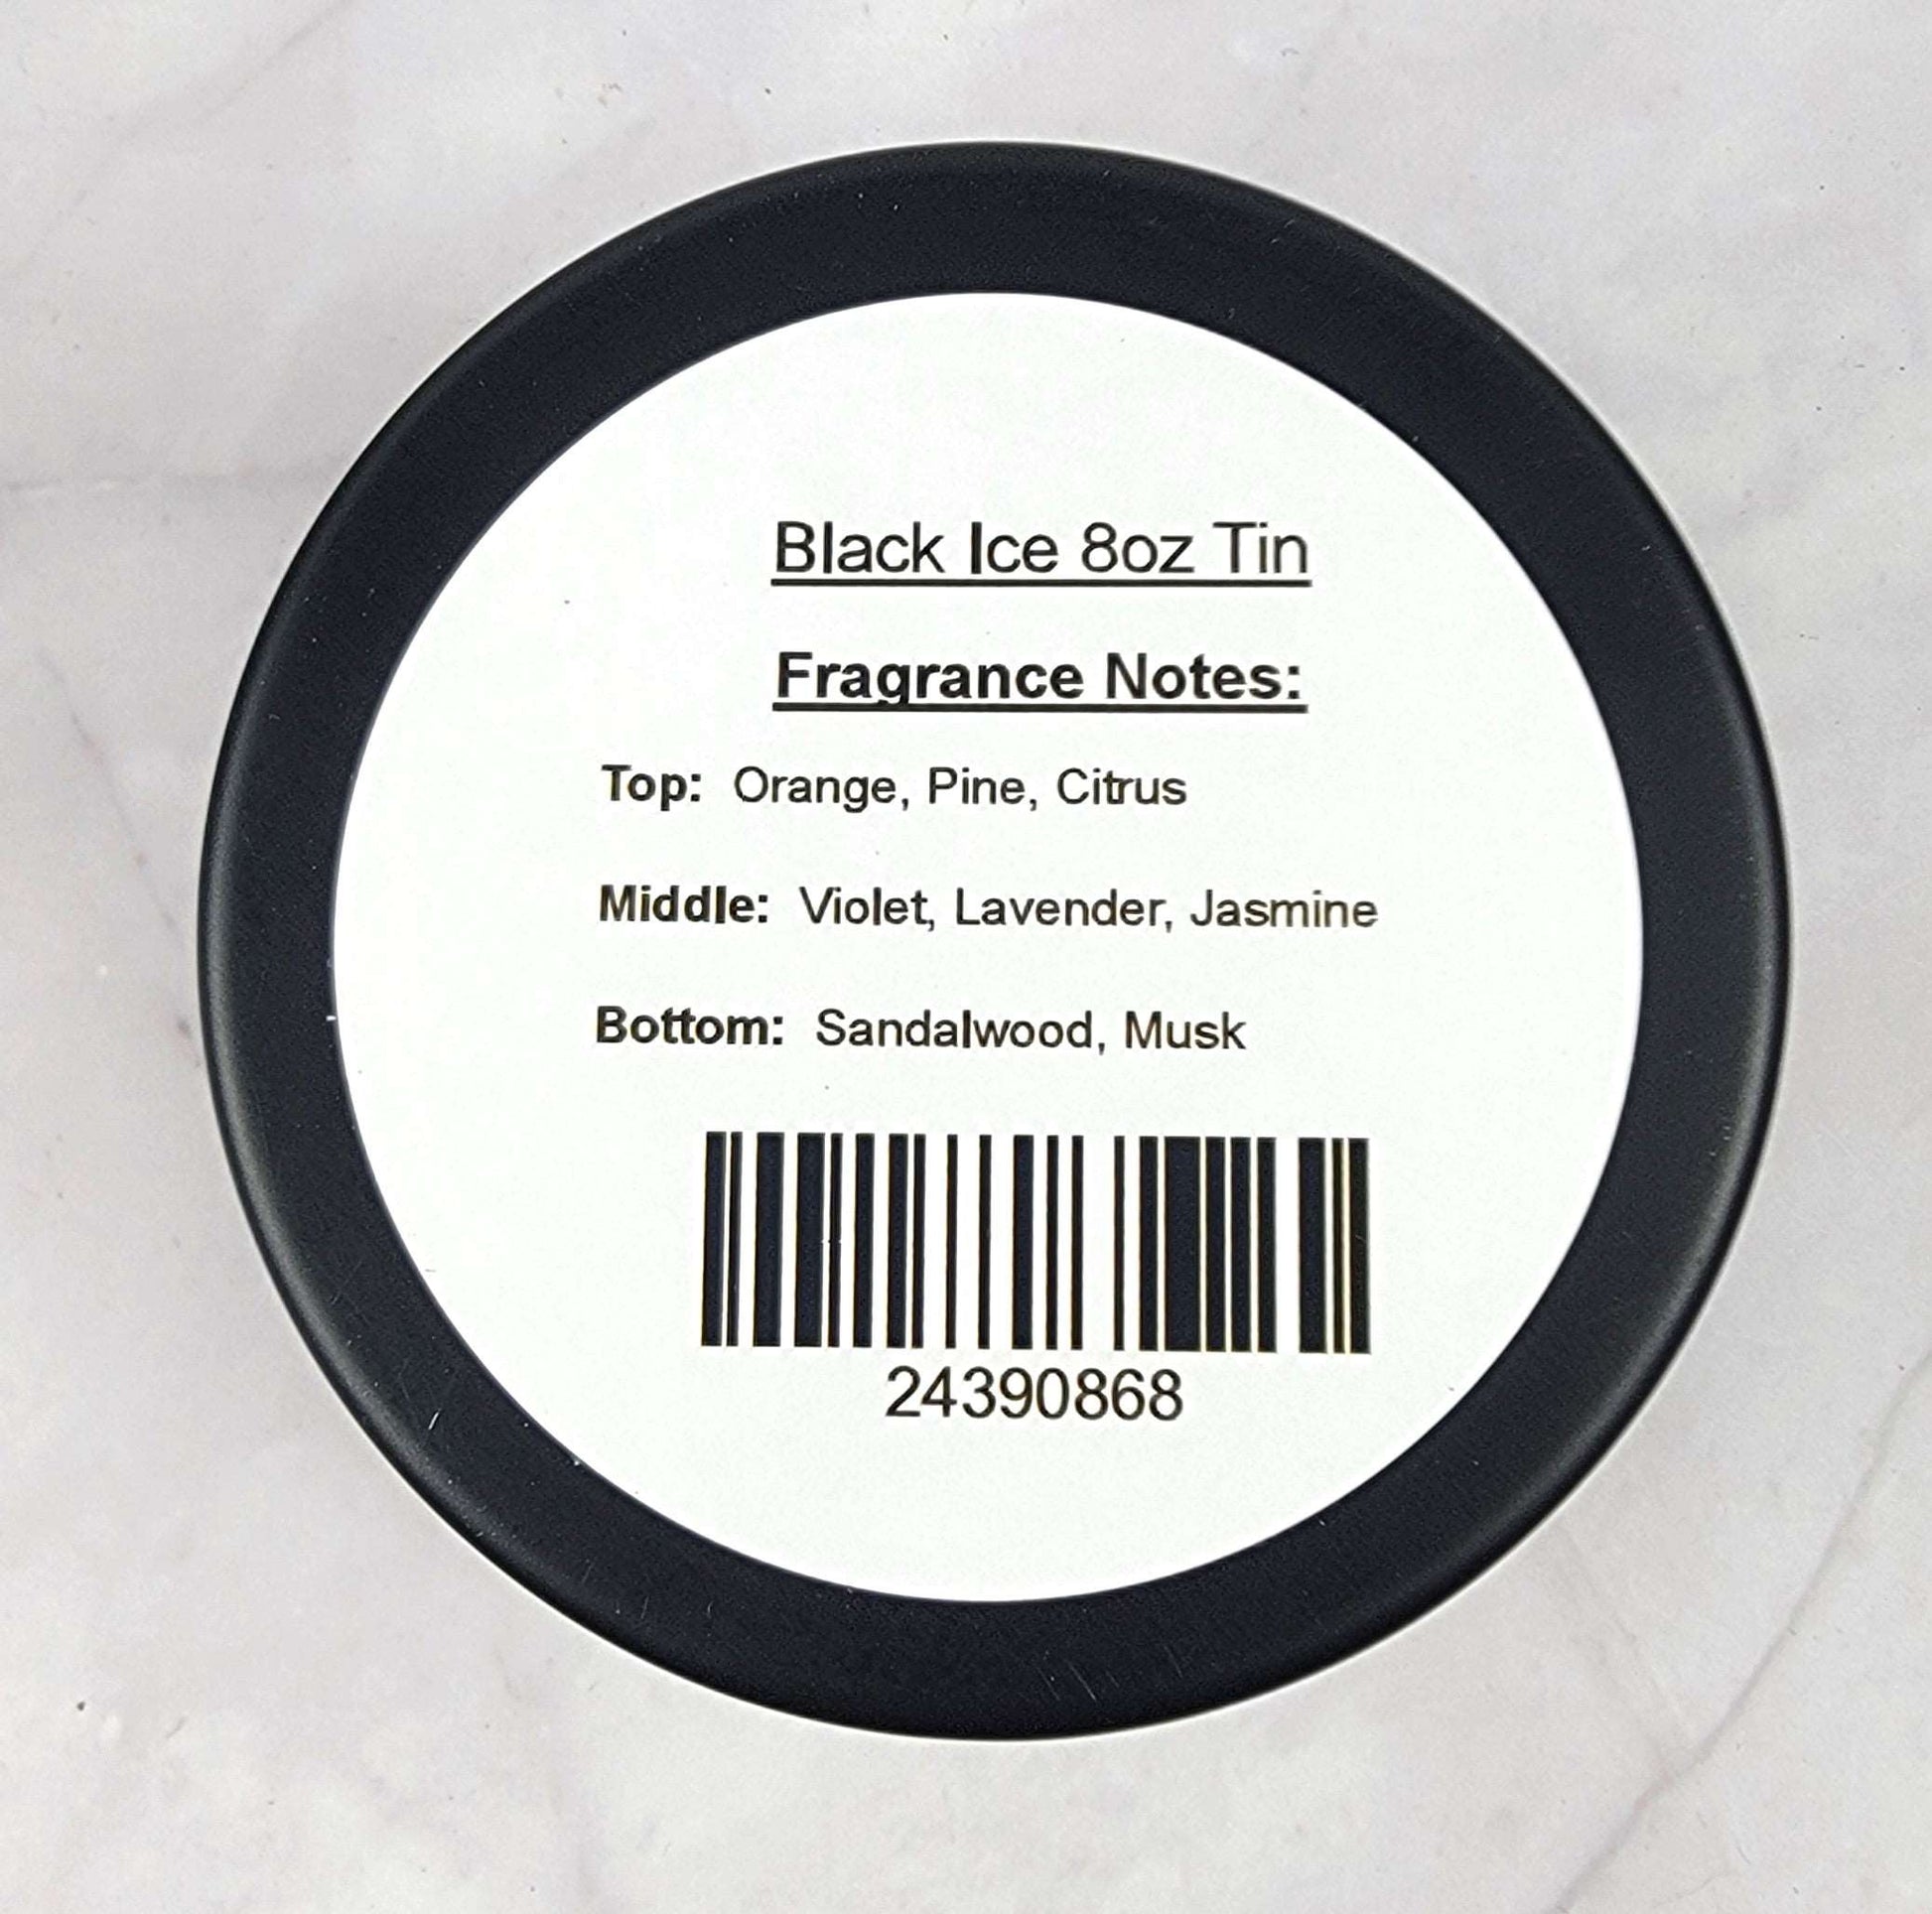 Black Ice 8oz Tin
Fragrance Notes:
Top: Orange, Pine, Citrus
Middle: Violet, Lavender, Jasmine
Bottom: Sandalwood, Musk
24390868